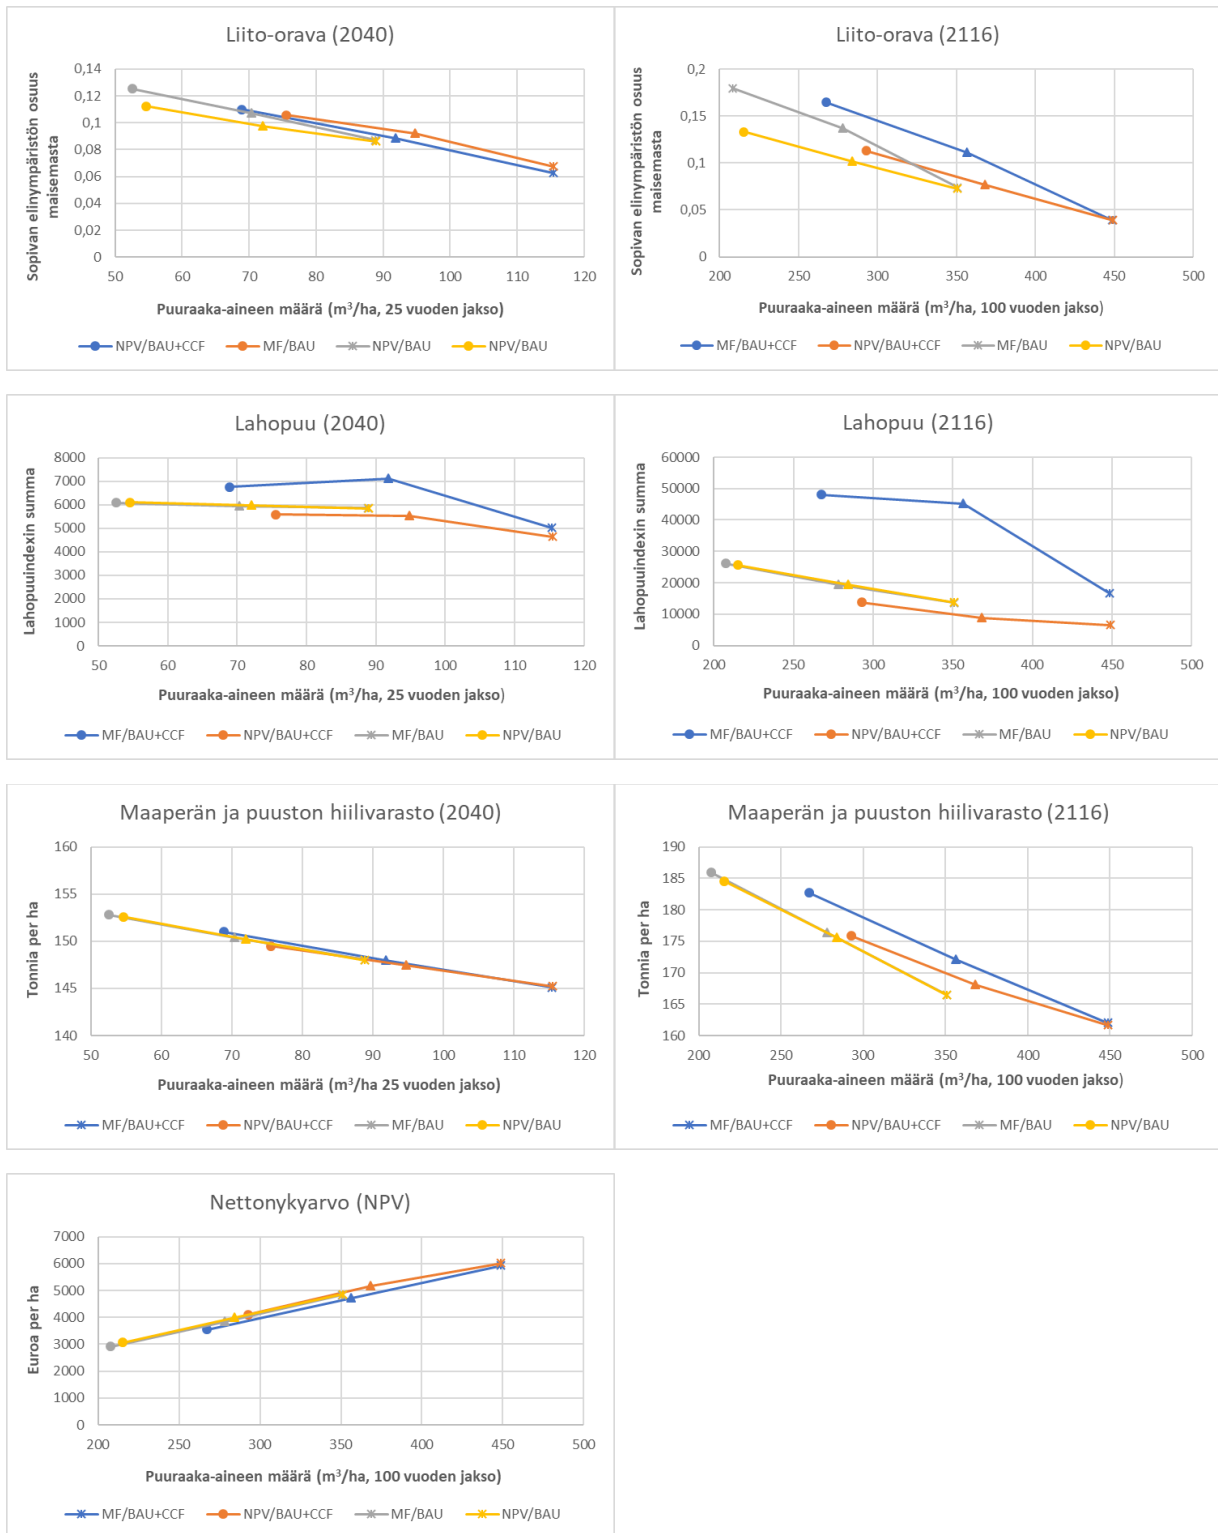 Liito-orava (2040)
Sopivan elinympäristön osuus
maisemasta
0,14
0,12
0,1
0,08
0,06
0,04
0,02
0
50 60 70 80 90 100 110 120
Puuraaka-aineen määrä (m³/ha, 25 vuoden jakso)
NPV/BAU+CCF MF/BAU NPV/BAU NPV/BAU
Liito-orava (2116)
Sopivan elinympäristön osuus
maisemasta
0,2
0,15
0,1
0,05
0
200 250 300 350 400 450 500
Puuraaka-aineen määrä (m³/ha, 100 vuoden jakso)
MF/BAU+CCF NPV/BAU+CCF MF/BAU NPV/BAU
Lahopuu (2040)
Lahopuuindexin summa
8000
7000
6000
5000
4000
3000
2000
1000
0
50 60 70 80 90 100 110 120
Puuraaka-aineen määrä (m³/ha, 25 vuoden jakso)
MF/BAU+CCF NPV/BAU+CCF MF/BAU NPV/BAU
Lahopuu (2116)
Lahopuuindexin summa
60000
50000
40000
30000
20000
10000
0
200 250 300 350 400 450 500
Puuraaka-aineen määrä (m³/ha, 100 vuoden jakso)
MF/BAU+CCF NPV/BAU+CCF MF/BAU NPV/BAU
Maaperän ja puuston hiilivarasto (2040)
Tonnia per ha
160
155
150
145
140
50 60 70 80 90 100 110 120
Puuraaka-aineen määrä (m³/ha 25 vuoden jakso)
MF/BAU+CCF NPV/BAU+CCF MF/BAU NPV/BAU
Maaperän ja puuston hiilivarasto (2116)
Tonnia per ha
190
185
180
175
170
165
160
200 250 300 350 400 450 500
Puuraaka-aineen määrä (m³/ha, 100 vuoden jakso)
MF/BAU+CCF NPV/BAU+CCF MF/BAU NPV/BAU
Nettonykyarvo (NPV)
Euroa per ha
7000
6000
5000
4000
3000
2000
1000
0
200 250 300 350 400 450 500
Puuraaka-aineen määrä (m³/ha, 100 vuoden jakso)
MF/BAU+CCF NPV/BAU+CCF MF/BAU NPV/BAU